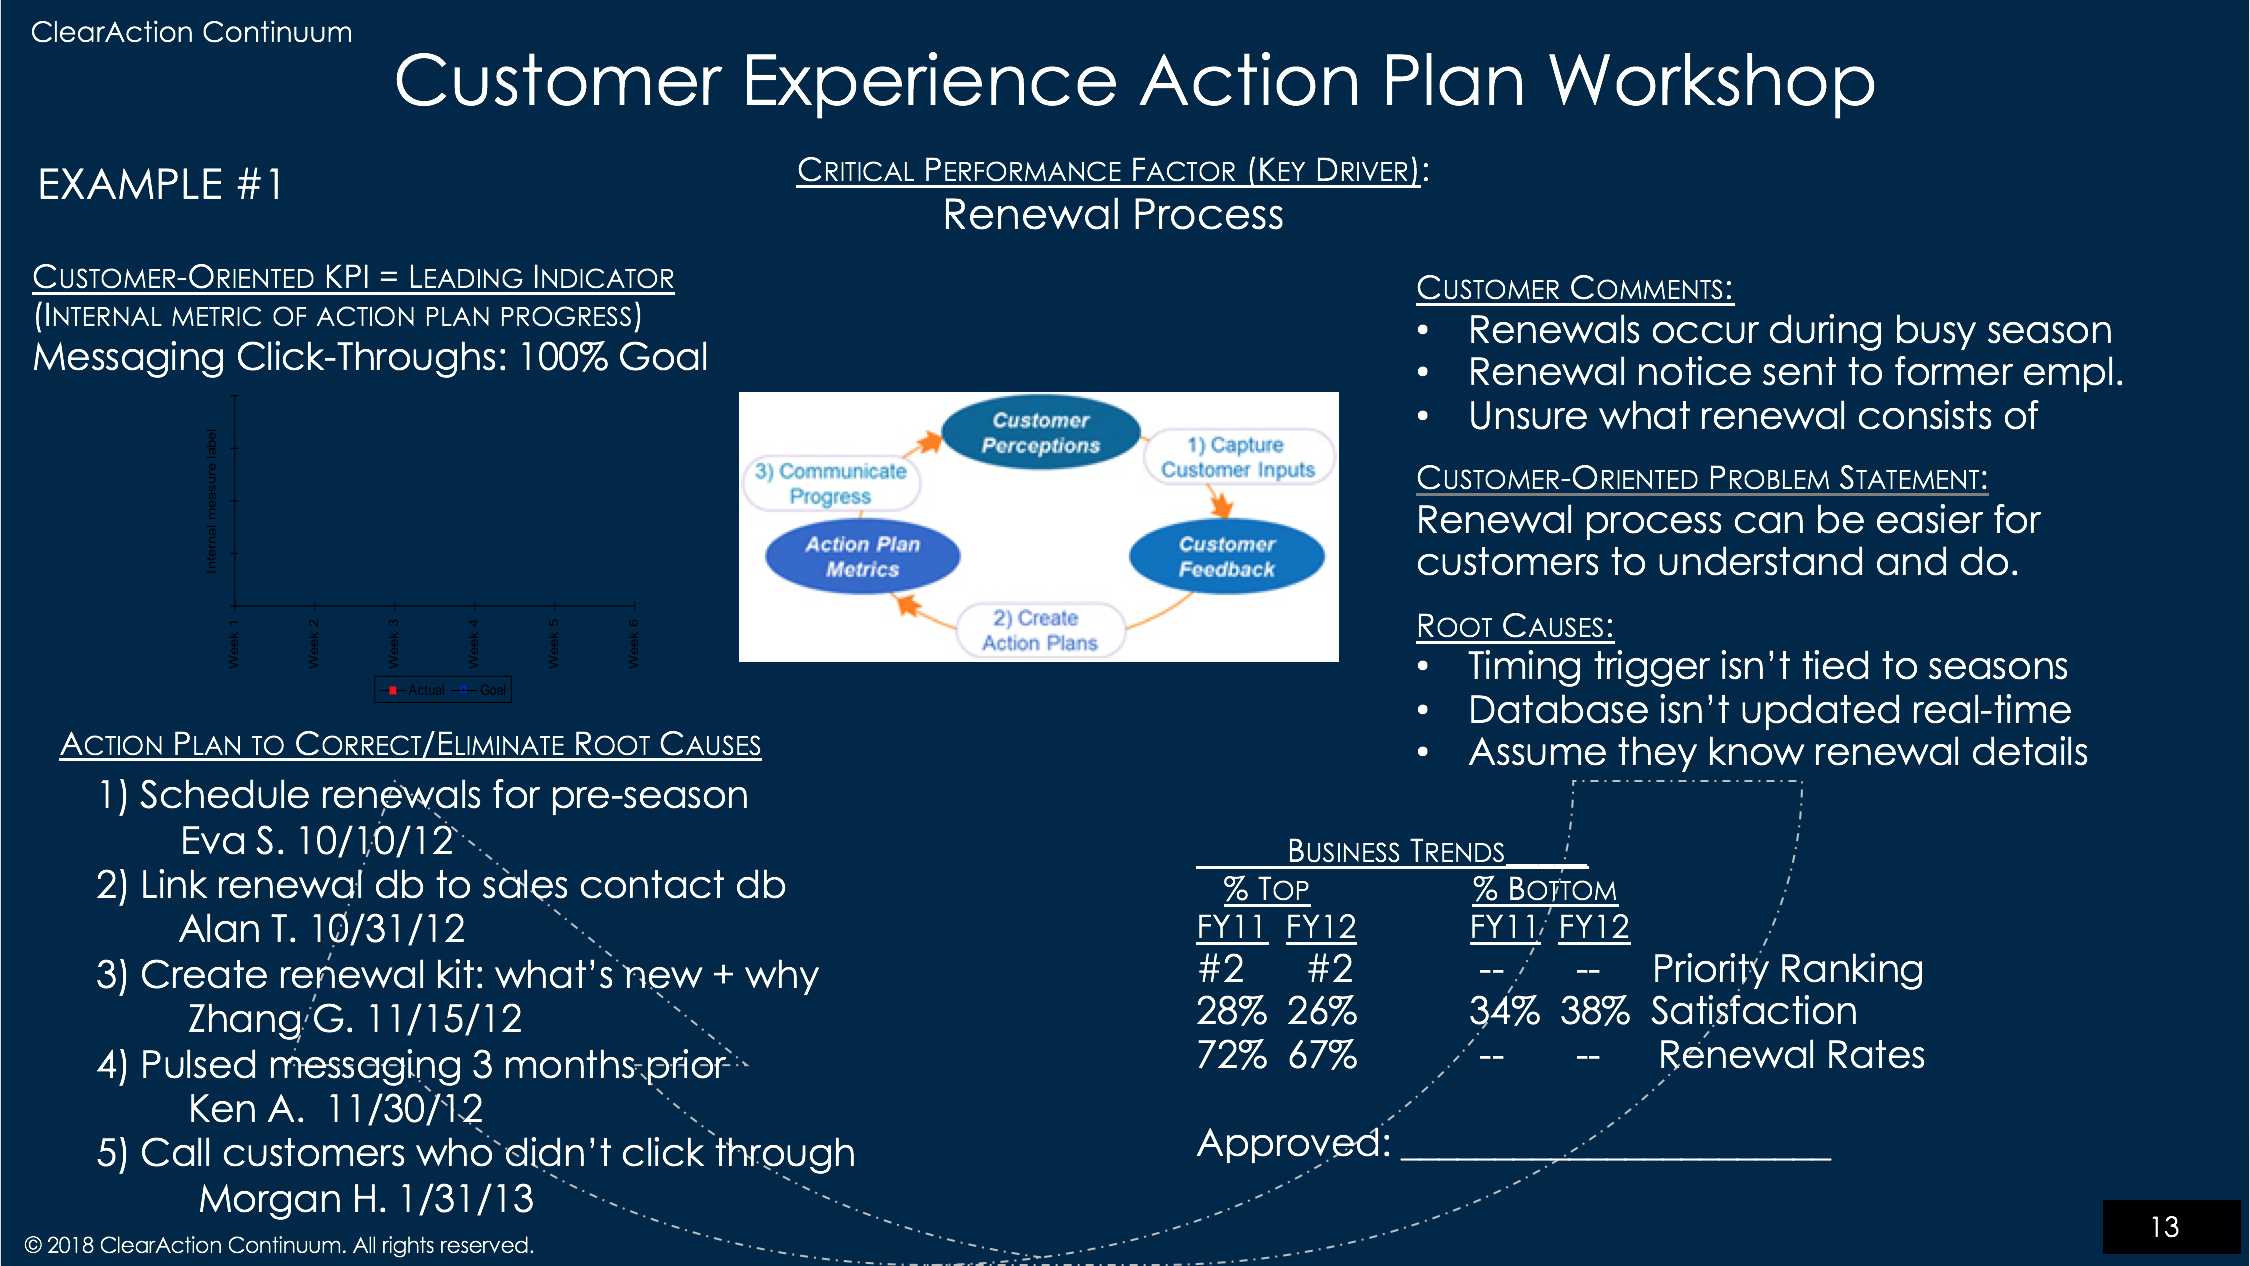 ClearAction Continuum
Customer Experience Action Plan Workshop
EXAMPLE #1
CRITICAL PERFORMANCE FACTOR (KEY DRIVER):
Renewal Process
CUSTOMER-ORIENTED KPI = LEADING INDICATOR
(INTERNAL METRIC OF ACTION PLAN PROGRESS)
Messaging Click-Throughs: 100% Goal
Internal measure label
Week 1
Week 2
Week 3
Week 4
Week 5
Week 6
Actual Goal
Customer
Perceptions
1) Capture
Customer Inputs
3) Communicate
Progress
Action Plan
Metrics
Customer
Feedback
2) Create
Action Plans
CUSTOMER COMMENTS:
• Renewals occur during busy season
• Renewal notice sent to former empl.
• Unsure what renewal consists of
CUSTOMER-ORIENTED PROBLEM STATEMENT:
Renewal process can be easier for
customers to understand and do.
ROOT CAUSES:
• Timing trigger isn't tied to seasons
• Database isn't updated real-time
• Assume they know renewal details
ACTION PLAN TO CORRECT/ELIMINATE ROOT CAUSES
1) Schedule renewals for pre-season
Eva S. 10/10/12
2) Link renewal db to sales contact db
Alan T. 10/31/12
3) Create renewal kit: what's new + why
Zhang G. 11/15/12
4) Pulsed messaging 3 months prior
Ken A. 11/30/12
5) Call customers who didn't click through
Morgan H. 1/31/13
BUSINESS TRENDS
% TOP % BOTTOM
FY11 FY12 FY11 FY12
#2 #2 -- -- Priority Ranking
28% 26% 34% 38% Satisfaction
72% 67% -- -- Renewal Rates
Approved: ______________________
© 2018 ClearAction Continuum. All rights reserved.
13